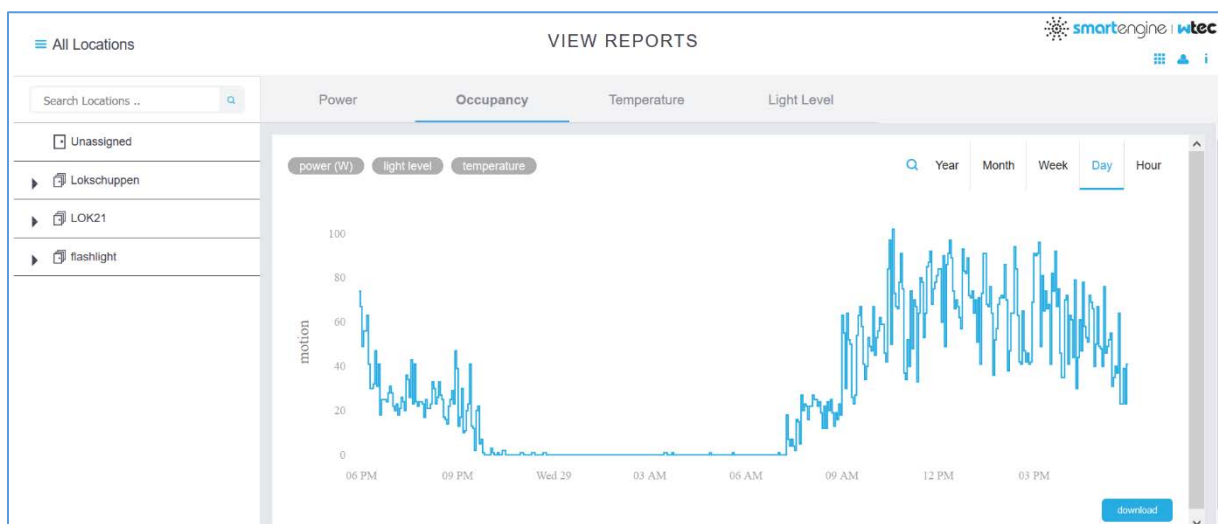 All Locations
VIEW REPORTS
smartengine | wtec
i
Search Locations ..
Power Occupancy Temperature Light Level
Unassigned
Lokschuppen
LOK21
flashlight
power (W) light level temperature
Year Month Week Day Hour
100
80
60
40
20
0
motion
06 PM 09 PM Wed 29 03 AM 06 AM 09 AM 12 PM 03 PM
download